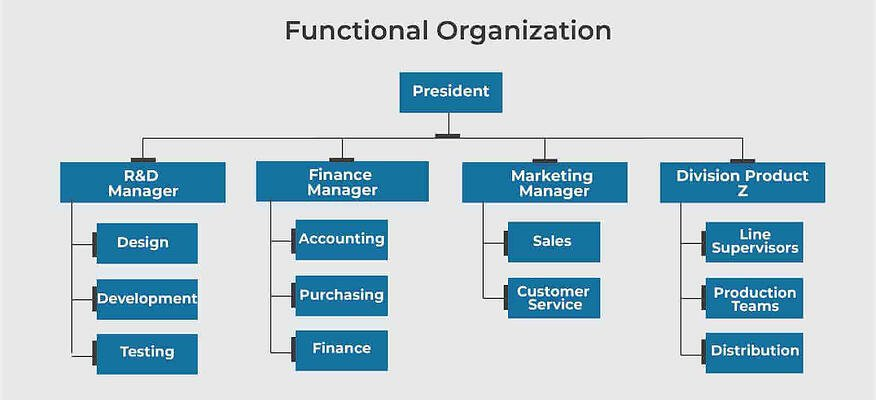 Functional Organization
President
R&D
Manager
Finance
Manager
Marketing
Manager
Division Product
Z
Design
Development
Testing
Accounting
Purchasing
Finance
Sales
Customer
Service
Line
Supervisors
Production
Teams
Distribution